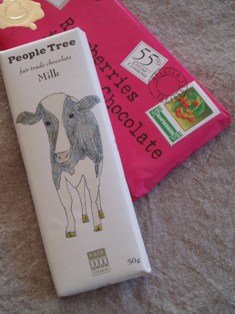 People Tree
fair trade chocolate
Milk
50g
55
Raspberries
Chocolate